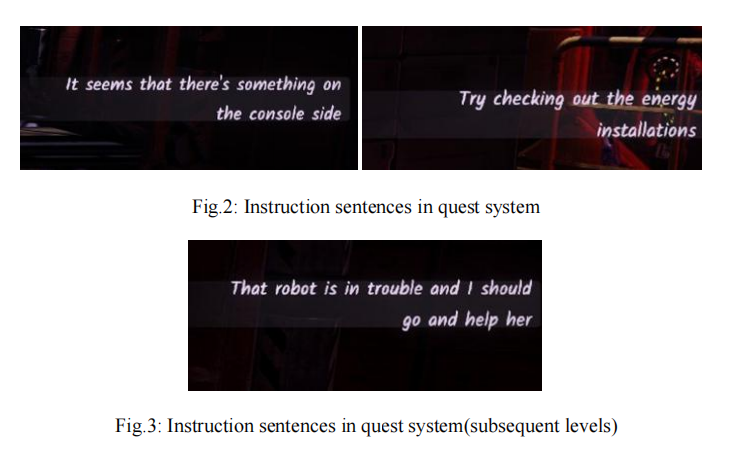 It seems that there's something on
the console side
Try checking out the energy
installations
Fig.2: Instruction sentences in quest system
That robot is in trouble and I should
go and help her
Fig.3: Instruction sentences in quest system(subsequent levels)